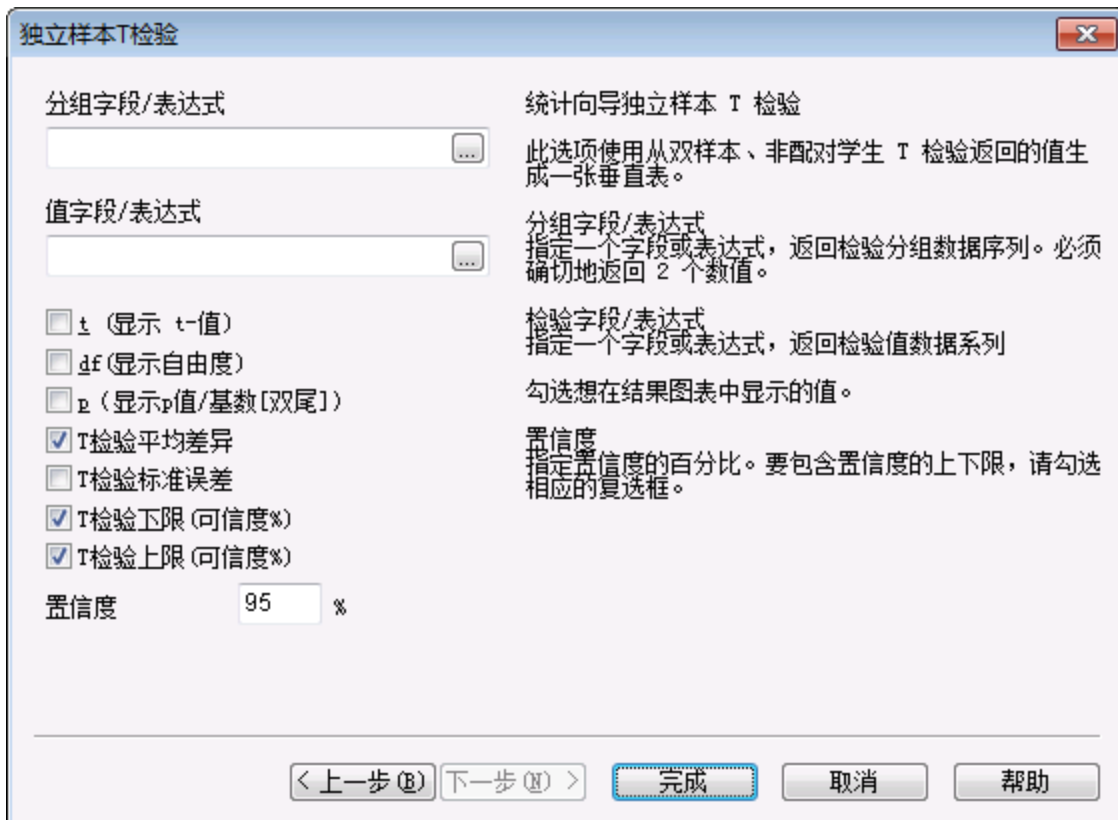 独立样本T检验
分组字段/表达式
...
值字段/表达式
...
t (显示 t-值)
df(显示自由度)
p (显示p值/基数[双尾])
T检验平均差异
T检验标准误差
T检验下限(可信度%)
T检验上限(可信度%)
置信度 95 %
统计向导独立样本 T 检验
此选项使用从双样本、非配对学生 T 检验返回的值生
成一张垂直表。
分组字段/表达式
指定一个字段或表达式，返回检验分组数据序列。必须
确切地返回 2 个数值。
检验字段/表达式
指定一个字段或表达式，返回检验值数据系列
勾选想在结果图表中显示的值。
置信度
指定置信度的百分比。要包含置信度的上下限，请勾选
相应的复选框。
< 上一步(B) 下一步(N) > 完成 取消 帮助